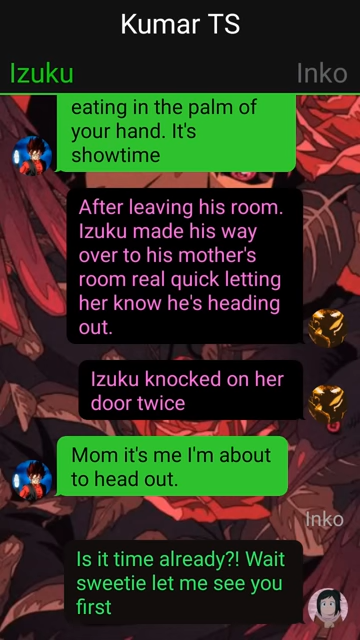 Kumar TS
Izuku
Inko
eating in the palm of
your hand. It's
showtime
After leaving his room.
Izuku made his way
over to his mother's
room real quick letting
her know he's heading
out.
Izuku knocked on her
door twice
Mom it's me I'm about
to head out.
Inko
Is it time already?! Wait
sweetie let me see you
first